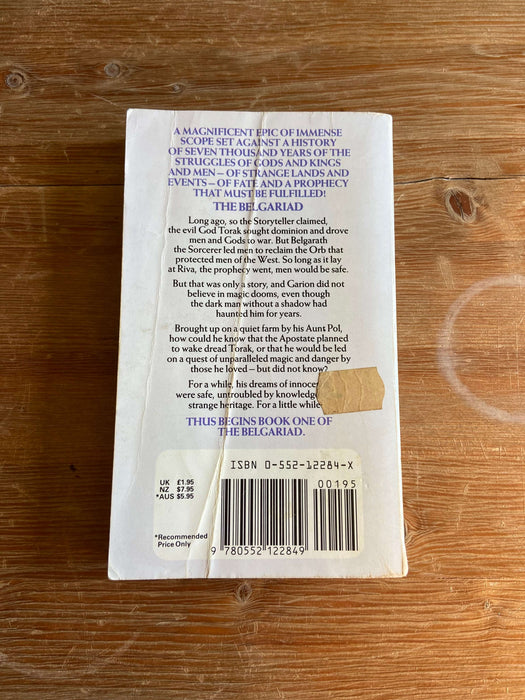 A MAGNIFICENT EPIC OF IMMENSE
SCOPE SET AGAINST A HISTORY
OF SEVEN THOUSAND YEARS OF THE
STRUGGLES OF GODS AND KINGS
AND MEN – OF STRANGE LANDS AND
EVENTS – OF FATE AND A PROPHECY
THAT MUST BE FULFILLED!
THE BELGARIAD
Long ago, so the Storyteller claimed,
the evil God Torak sought dominion and drove
men and Gods to war. But Belgarath
the Sorcerer led men to reclaim the Orb that
protected men of the West. So long as it lay
at Riva, the prophecy went, men would be safe.
But that was only a story, and Garion did not
believe in magic dooms, even though
the dark man without a shadow had
haunted him for years.
Brought up on a quiet farm by his Aunt Pol,
how could he know that the Apostate planned
to wake dread Torak, or that he would be led
on a quest of unparalleled magic and danger by
those he loved – but did not know?
For a while, his dreams of innocen
were safe, untroubled by knowledge
strange heritage. For a little while
THUS BEGINS BOOK ONE OF
THE BELGARIAD.
ISBN 0-552-12284-X
UK £1.95
NZ $7.95
*AUS $5.95
00195
*Recommended
Price Only
9 780552 122849